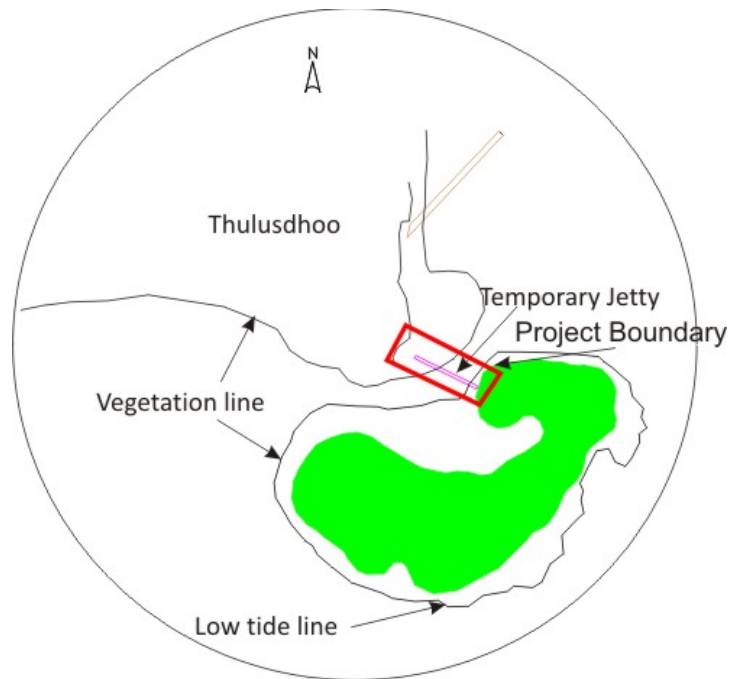 N
Thulusdhoo
Temporary Jetty
Project Boundary
Vegetation line
Low tide line